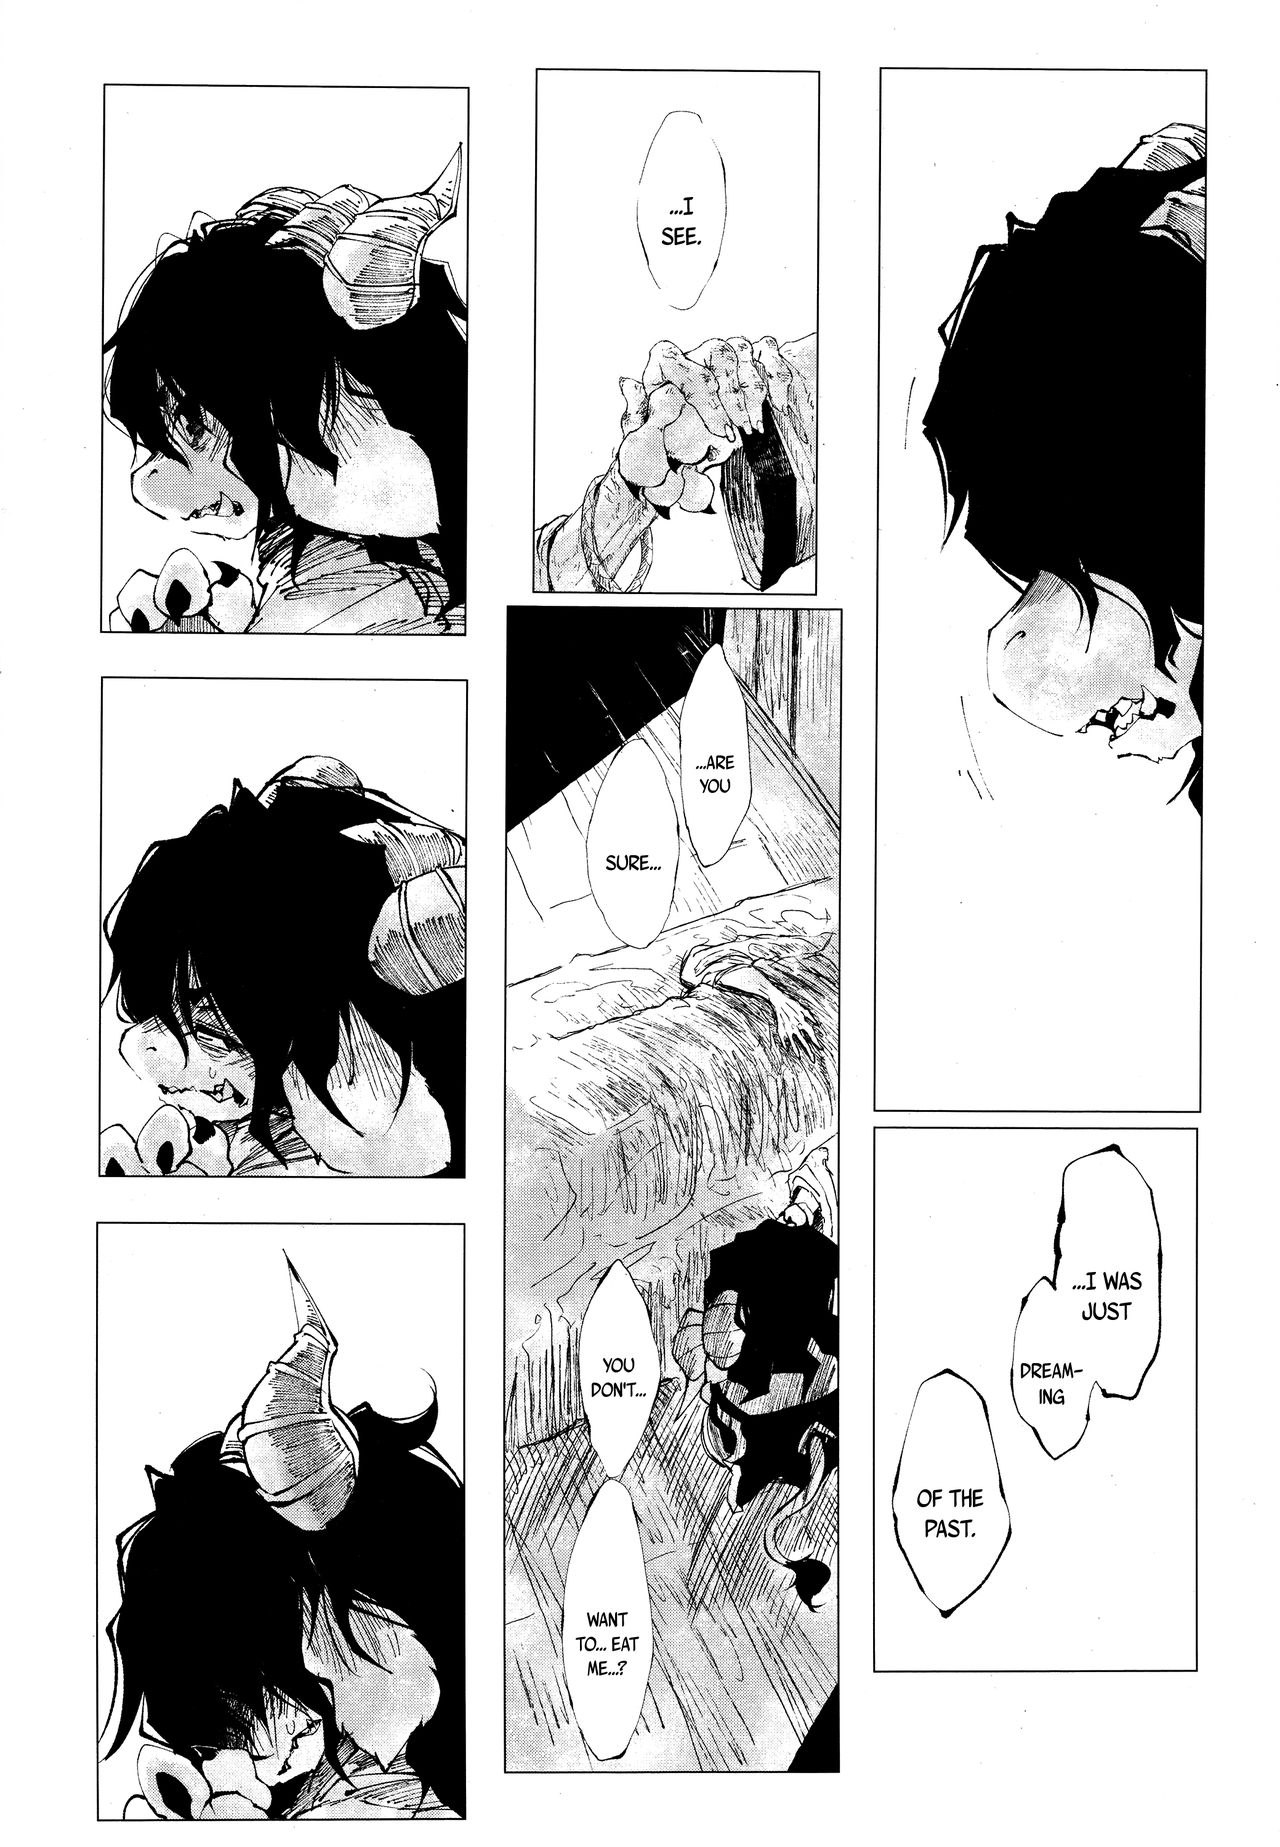 ...I WAS
JUST
DREAM-
ING
OF THE
PAST.
...I
SEE.
...ARE
YOU
SURE...
YOU
DON'T...
WANT
TO... EAT
ME...?